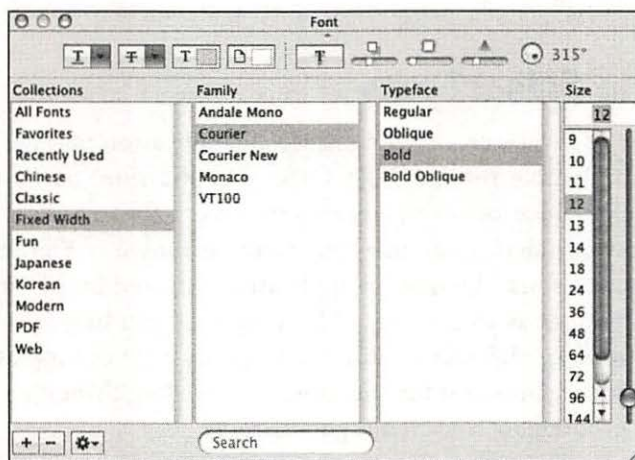 Font
T T T T 315°
Collections Family Typeface Size
All Fonts
Favorites
Recently Used
Chinese
Classic
Fixed Width
Fun
Japanese
Korean
Modern
PDF
Web
Andale Mono
Courier
Courier New
Monaco
VT100
Regular
Oblique
Bold
Bold Oblique
12
9
10
11
12
13
14
18
24
36
48
64
72
96
144
Search